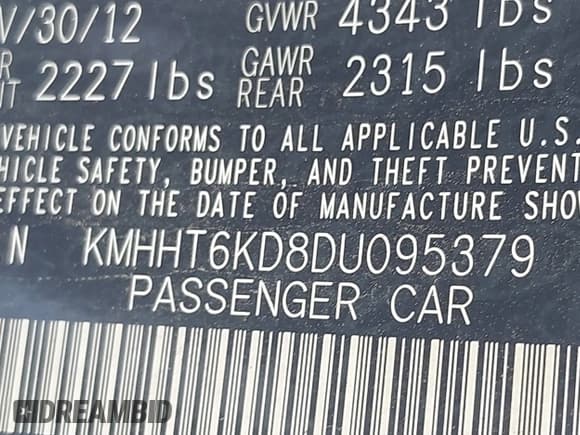 V/30/12 GVWR 4343 lbs
2227 lbs GAWR REAR 2315 lbs
VEHICLE CONFORMS TO ALL APPLICABLE U.S.
HICLE SAFETY, BUMPER, AND THEFT PREVENT
EFFECT ON THE DATE OF MANUFACTURE SHO
N KMHHT6KD8DU095379
PASSENGER CAR
DREAMBID